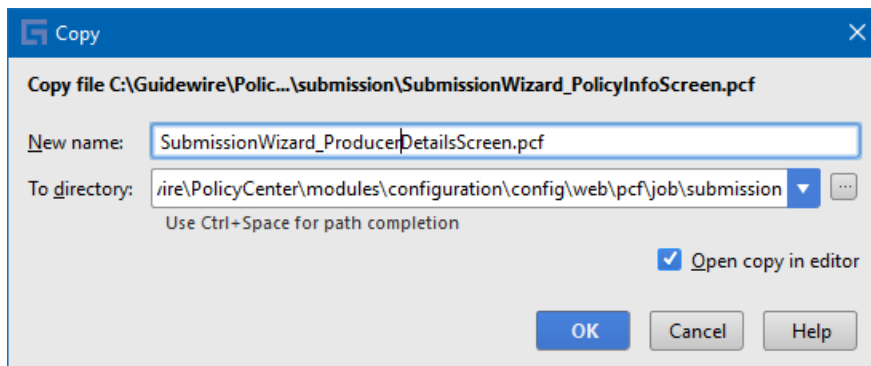 Copy
Copy file C:\Guidewire\Polic...\submission\SubmissionWizard_PolicyInfoScreen.pcf
New name: SubmissionWizard_ProducerDetailsScreen.pcf
To directory: /ire\PolicyCenter\modules\configuration\config\web\pcf\job\submission ...
Use Ctrl+Space for path completion
Open copy in editor
OK Cancel Help